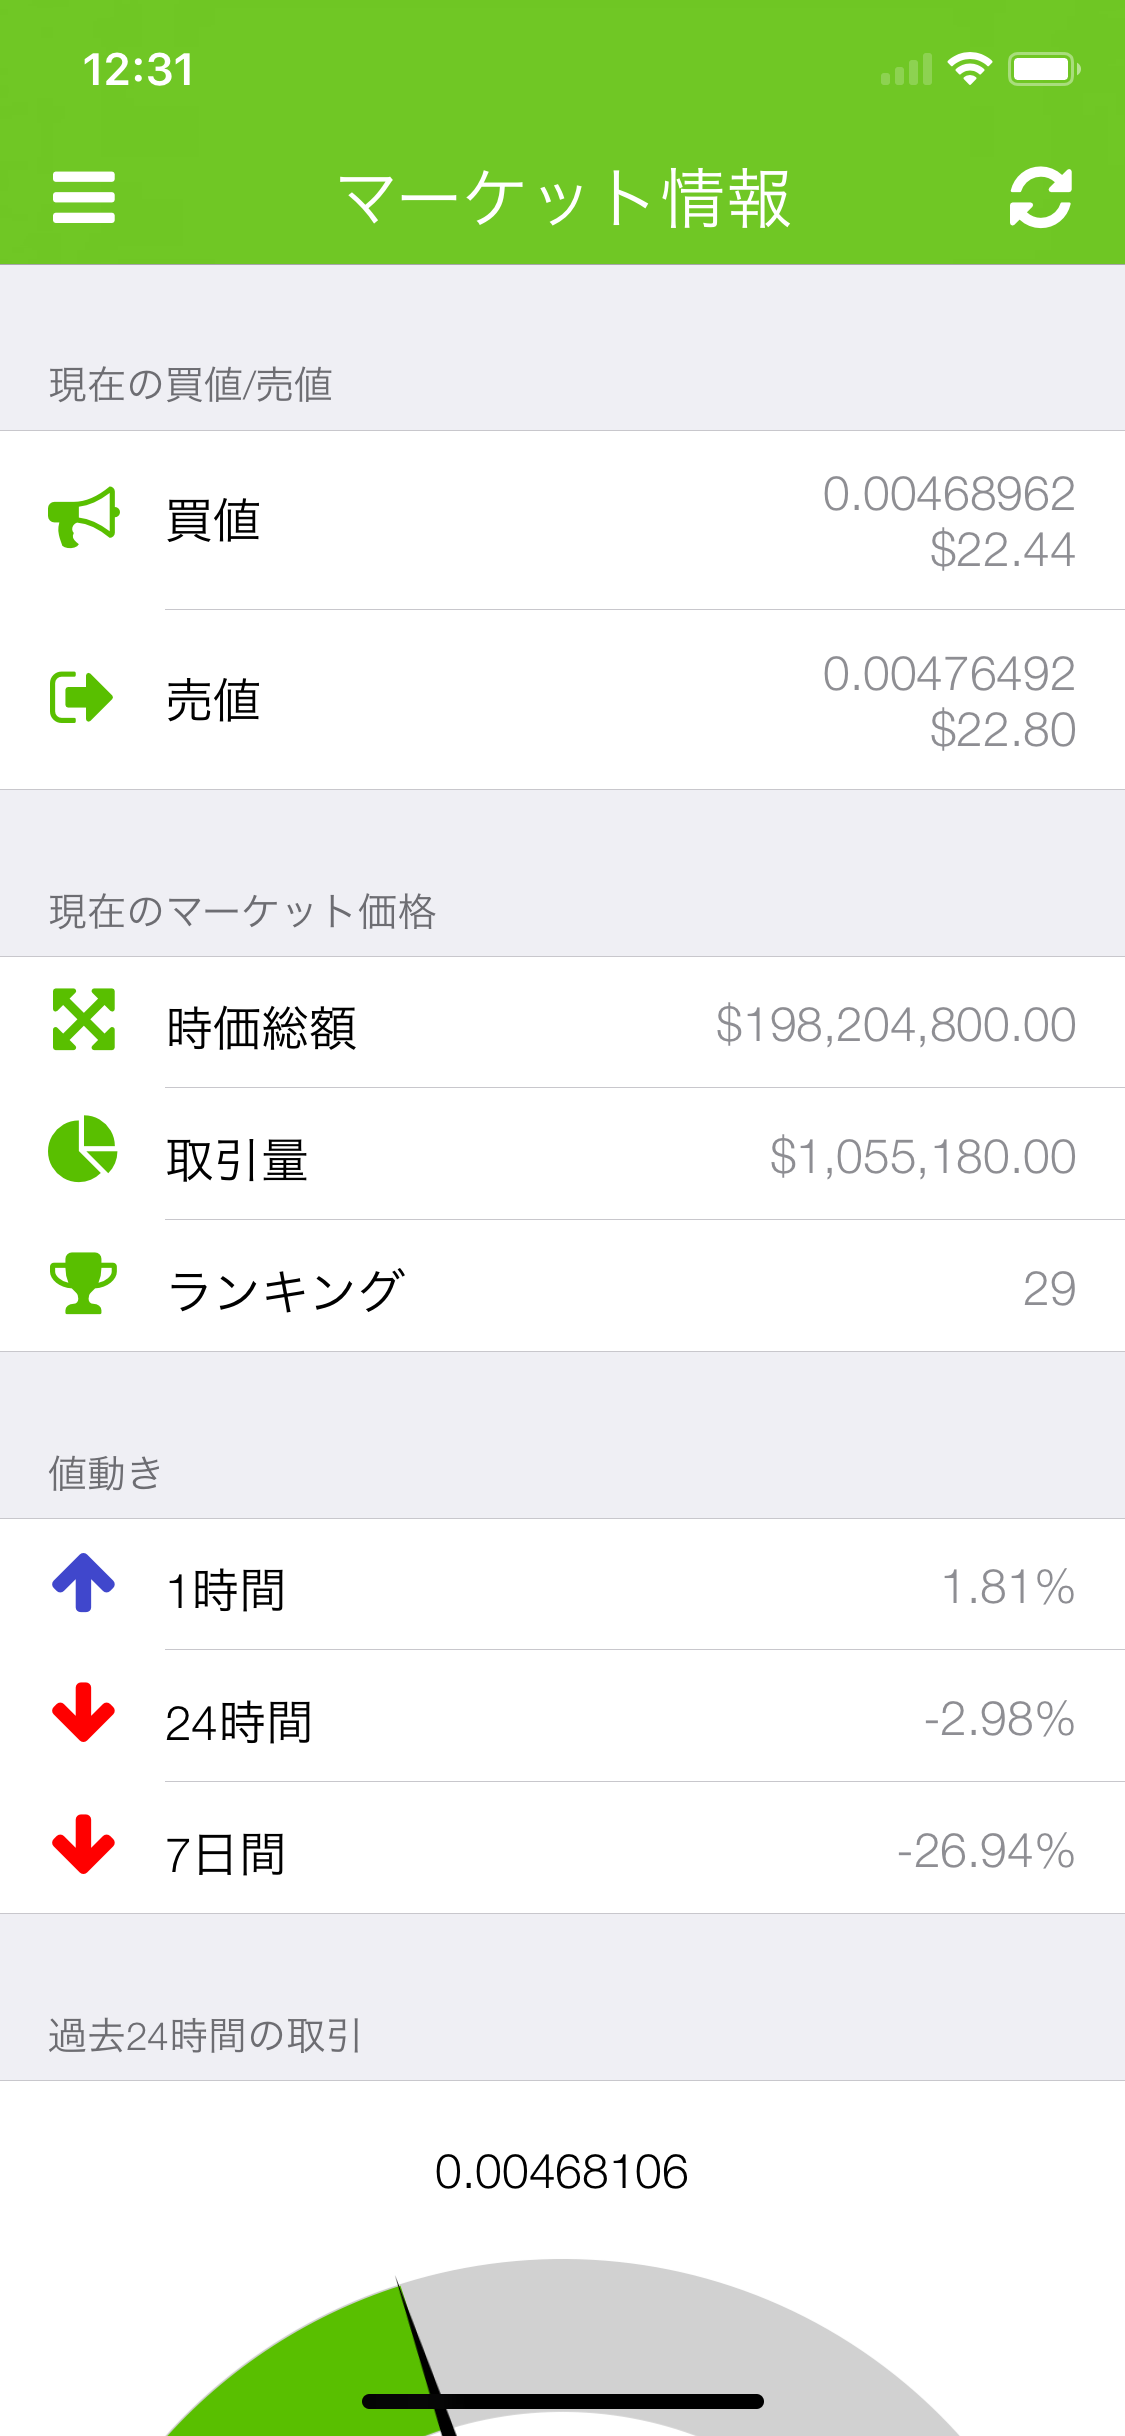 12:31
マーケット情報
現在の買値/売値
買値
0.00468962
$22.44
売値
0.00476492
$22.80
現在のマーケット価格
時価総額
$198,204,800.00
取引量
$1,055,180.00
ランキング
29
値動き
1時間
1.81%
24時間
-2.98%
7日間
-26.94%
過去24時間の取引
0.00468106